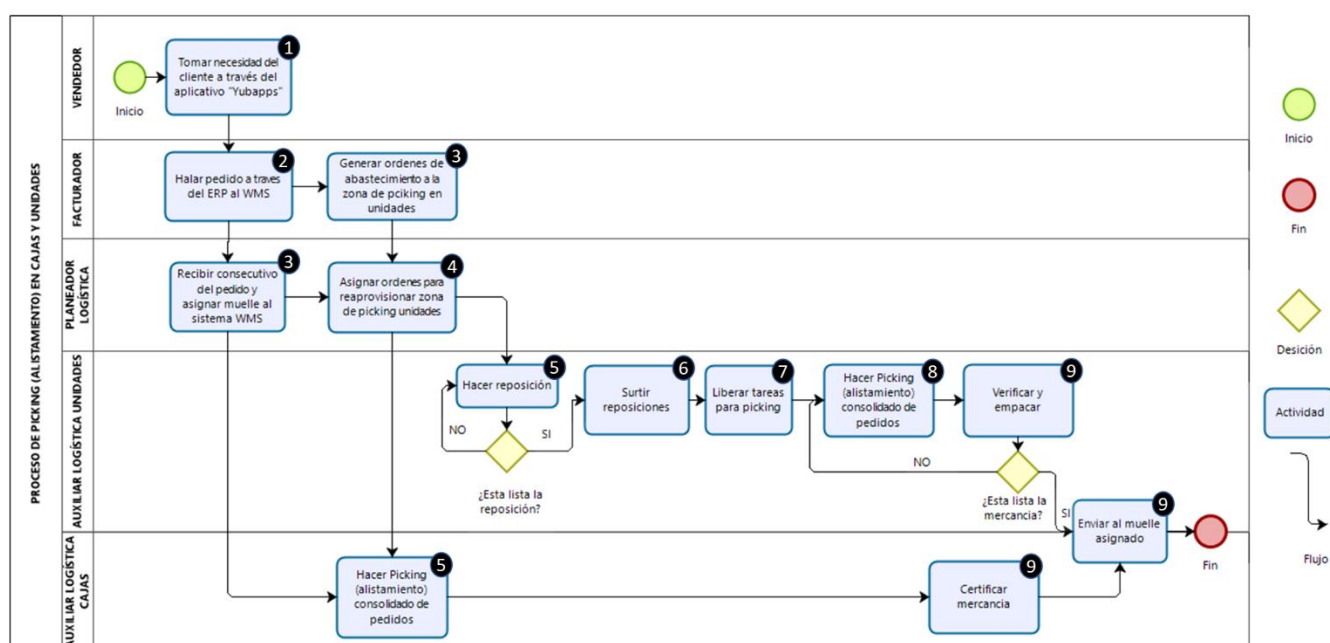 PROCESO DE PICKING (ALISTAMIENTO) EN CAJAS Y UNIDADES
VENDEDOR
Inicio
1
Tomar necesidad del
cliente a través del
aplicativo "Yubapps"
FACTURADOR
2
Halar pedido a traves
del ERP al WMS
3
Generar ordenes de
abastecimiento a la
zona de pciking en
unidades
PLANEADOR
LOGÍSTICA
3
Recibir consecutivo
del pedido y
asignar muelle al
sistema WMS
4
Asignar ordenes para
reaprovisionar zona
de picking unidades
AUXILIAR LOGÍSTICA UNIDADES
5
Hacer reposición
NO
SI
¿Esta lista la
reposición?
6
Surtir
reposiciones
7
Liberar tareas
para picking
8
Hacer Picking
(alistamiento)
consolidado de
pedidos
9
Verificar y
empacar
NO
¿Esta lista la
mercancia?
SI
9
Enviar al muelle
asignado
Fin
AUXILIAR LOGÍSTICA
CAJAS
5
Hacer Picking
(alistamiento)
consolidado de
pedidos
9
Certificar
mercancia
Inicio
Fin
Desición
Actividad
Flujo